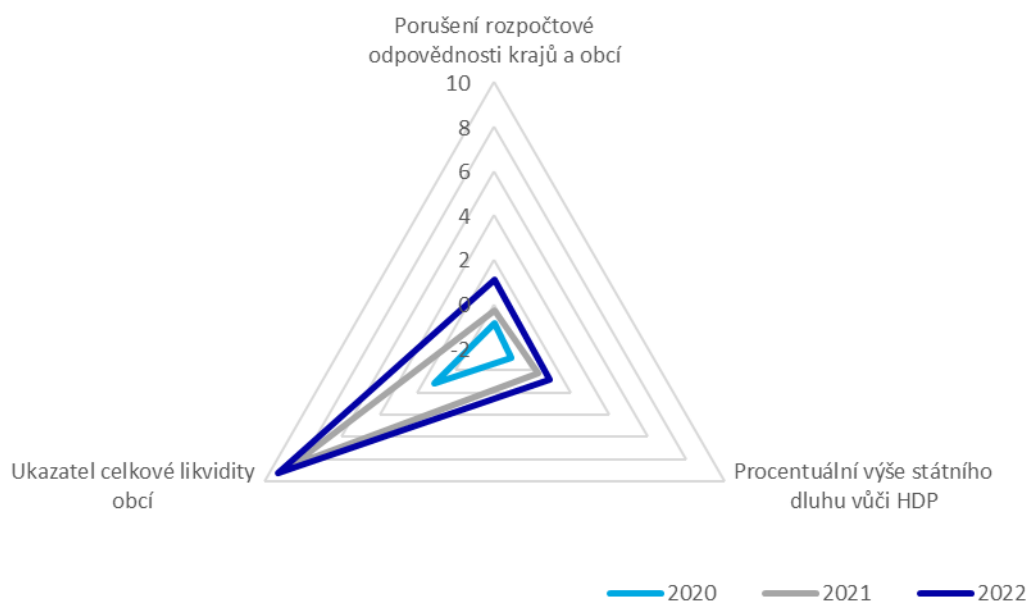 Porušení rozpočtové
odpovědnosti krajů a obcí
10
8
6
4
2
0
-2
Ukazatel celkové likvidity
obcí
Procentuální výše státního
dluhu vůči HDP
2020
2021
2022